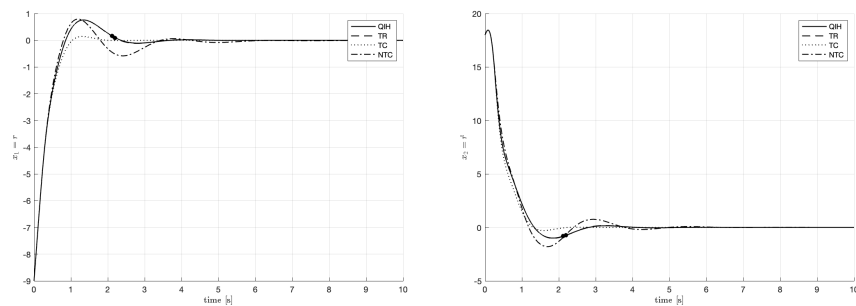 1
0
-1
-2
-3
-4
-5
-6
-7
-8
-9
x₁ = r
0 1 2 3 4 5 6 7 8 9 10
time [s]
QIH
TR
TC
NTC
20
15
10
5
0
-5
x₂ = ṙ
0 1 2 3 4 5 6 7 8 9 10
time [s]
QIH
TR
TC
NTC